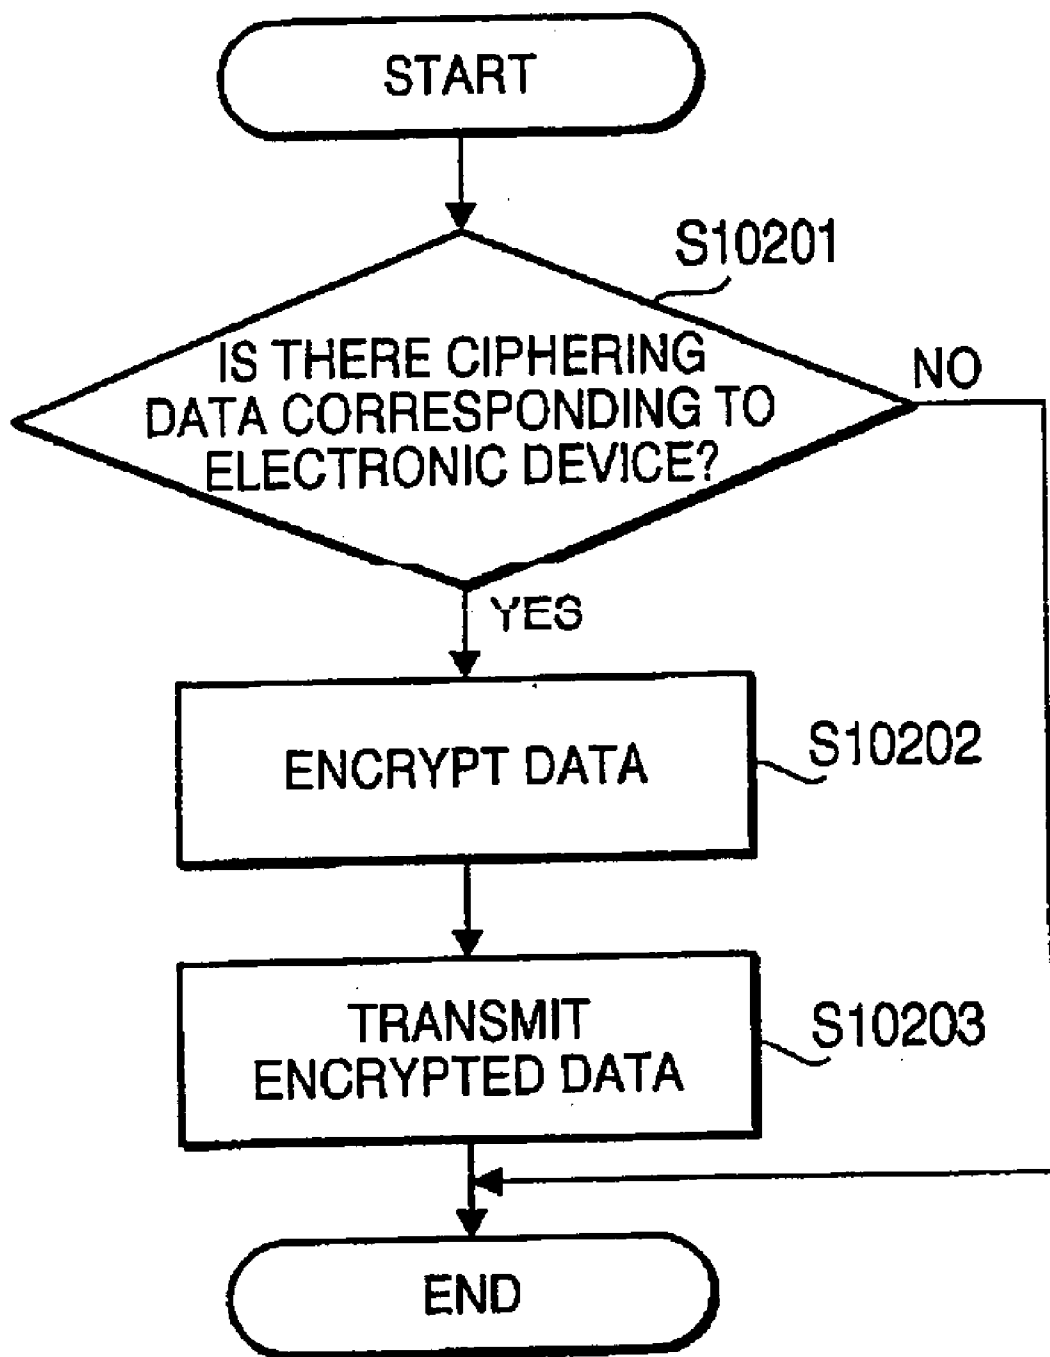 START
S10201
IS THERE CIPHERING
DATA CORRESPONDING TO
ELECTRONIC DEVICE?
NO
YES
ENCRYPT DATA
S10202
TRANSMIT
ENCRYPTED DATA
S10203
END